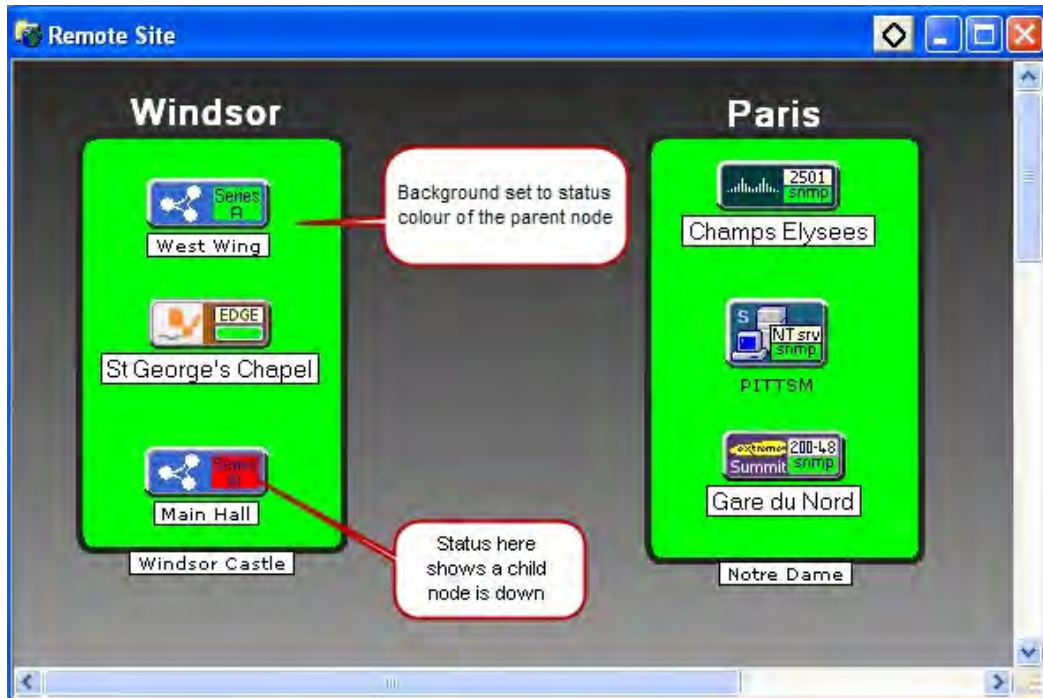 Remote Site
Windsor
Series
A
West Wing
EDGE
St George's Chapel
Main Hall
Windsor Castle
Background set to status
colour of the parent node
Status here
shows a child
node is down
Paris
2501
snmp
Champs Elysees
S
NT srv
snmp
PITTSM
extreme
200-48
Summit
snmp
Gare du Nord
Notre Dame